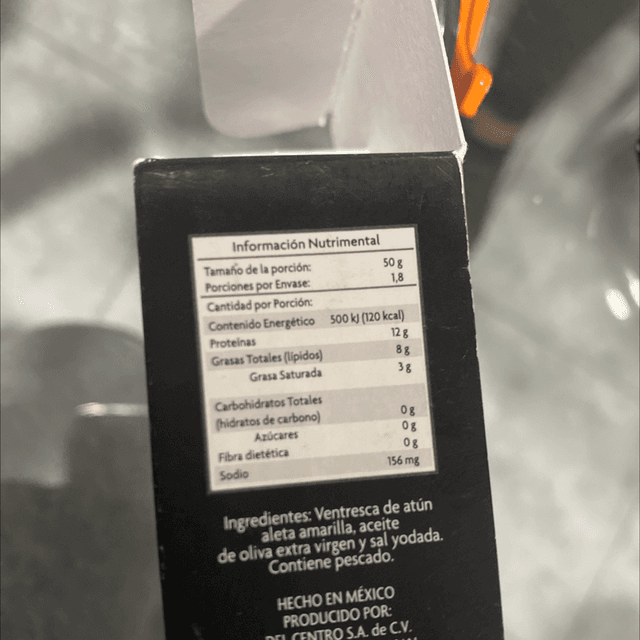 Información Nutrimental
Tamaño de la porción: 50 g
Porciones por Envase: 1,8
Cantidad por Porción:
Contenido Energético 500 kJ (120 kcal)
Proteínas 12 g
Grasas Totales (lípidos) 8 g
Grasa Saturada 3 g
Carbohidratos Totales
(hidratos de carbono) 0 g
Azúcares 0 g
Fibra dietética 0 g
Sodio 156 mg
Ingredientes: Ventresca de atún
aleta amarilla, aceite
de oliva extra virgen y sal yodada.
Contiene pescado.
HECHO EN MÉXICO
PRODUCIDO POR:
DEL CENTRO S.A. de C.V.